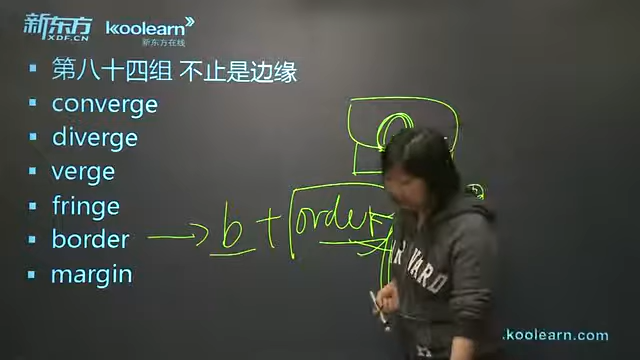 新东方 koolearn
XDF.CN 新东方在线
第八十四组 不止是边缘
converge
diverge
verge
fringe
border → b + order
margin
HARVARD
.koolearn.com